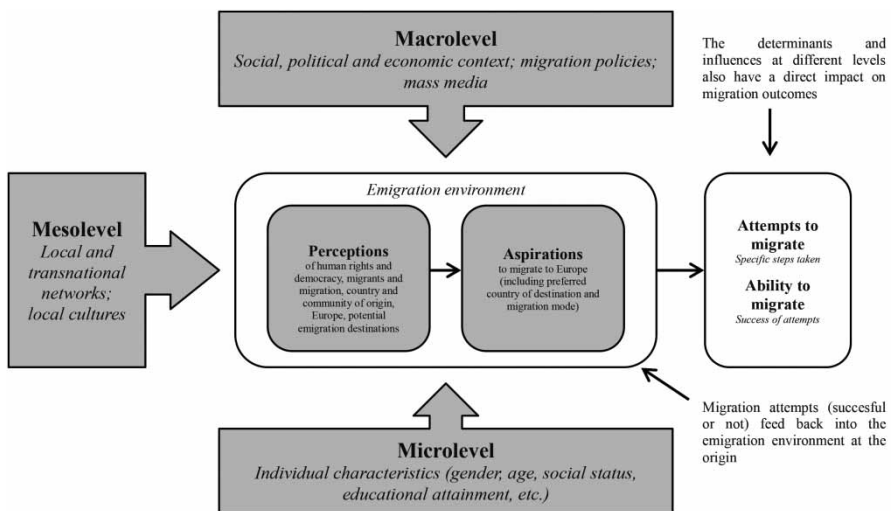 Macrolevel
Social, political and economic context; migration policies;
mass media
The determinants and
influences at different levels
also have a direct impact on
migration outcomes
Mesolevel
Local and
transnational
networks;
local cultures
Emigration environment
Perceptions
of human rights and
democracy, migrants and
migration, country and
community of origin,
Europe, potential
emigration destinations
Aspirations
to migrate to Europe
(including preferred
country of destination and
migration mode)
Attempts to
migrate
Specific steps taken
Ability to
migrate
Success of attempts
Migration attempts (succesful
or not) feed back into the
emigration environment at the
origin
Microlevel
Individual characteristics (gender, age, social status,
educational attainment, etc.)